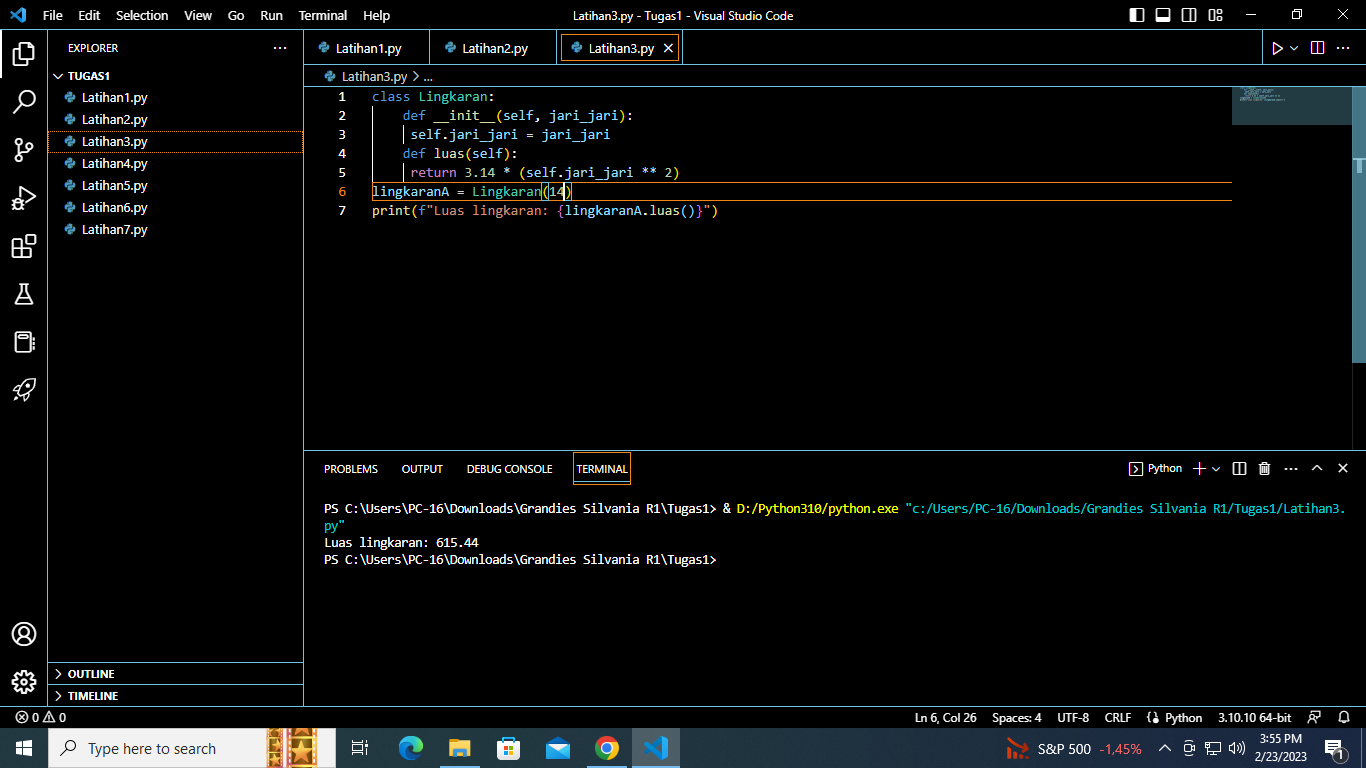 File Edit Selection View Go Run Terminal Help Latihan3.py - Tugas1 - Visual Studio Code
EXPLORER
TUGAS1
Latihan1.py
Latihan2.py
Latihan3.py
Latihan4.py
Latihan5.py
Latihan6.py
Latihan7.py
OUTLINE
TIMELINE
Latihan1.py Latihan2.py Latihan3.py
Latihan3.py > ...
1 class Lingkaran:
2 def __init__(self, jari_jari):
3 self.jari_jari = jari_jari
4 def luas(self):
5 return 3.14 * (self.jari_jari ** 2)
6 lingkaranA = Lingkaran(14)
7 print(f"Luas lingkaran: {lingkaranA.luas()}")
PROBLEMS OUTPUT DEBUG CONSOLE TERMINAL Python
PS C:\Users\PC-16\Downloads\Grandies Silvania R1\Tugas1> & D:/Python310/python.exe "c:/Users/PC-16/Downloads/Grandies Silvania R1/Tugas1/Latihan3.
py"
Luas lingkaran: 615.44
PS C:\Users\PC-16\Downloads\Grandies Silvania R1\Tugas1>
0 0 Ln 6, Col 26 Spaces: 4 UTF-8 CRLF Python 3.10.10 64-bit
Type here to search S&P 500 -1,45% 3:55 PM
2/23/2023 1